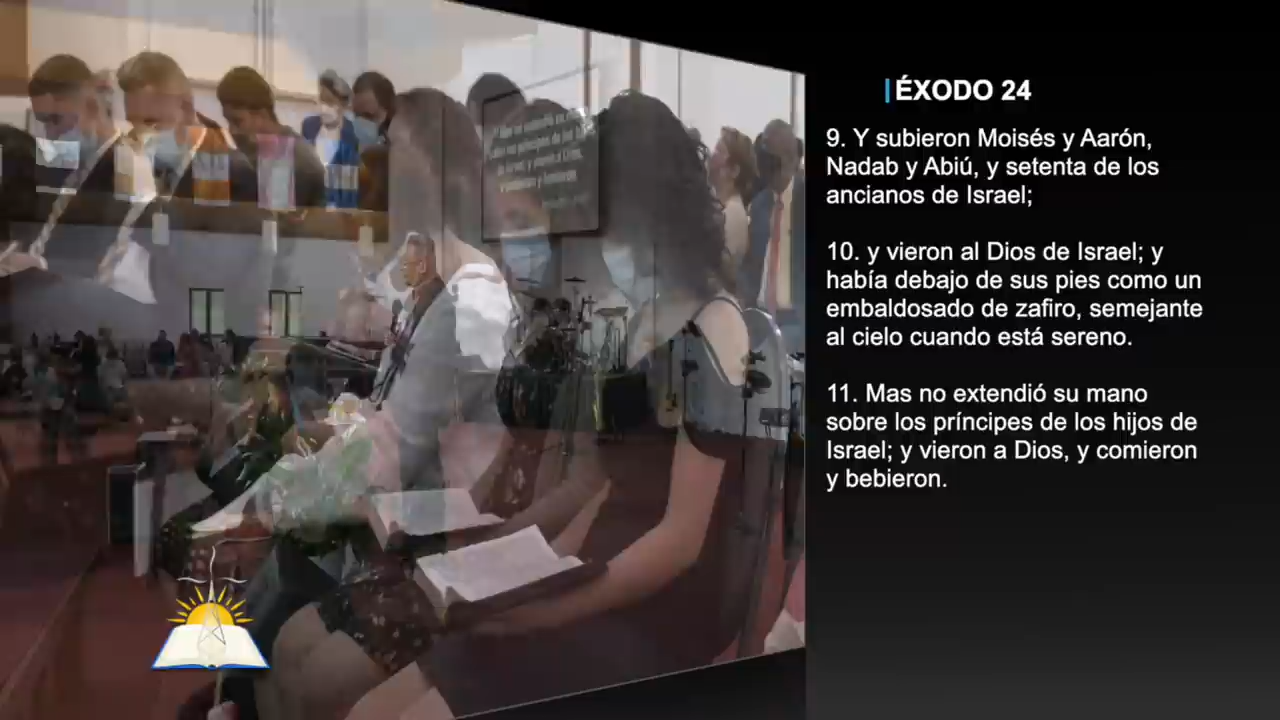 ÉXODO 24
9. Y subieron Moisés y Aarón,
Nadab y Abiú, y setenta de los
ancianos de Israel;
10. y vieron al Dios de Israel; y
había debajo de sus pies como un
embaldosado de zafiro, semejante
al cielo cuando está sereno.
11. Mas no extendió su mano
sobre los príncipes de los hijos de
Israel; y vieron a Dios, y comieron
y bebieron.